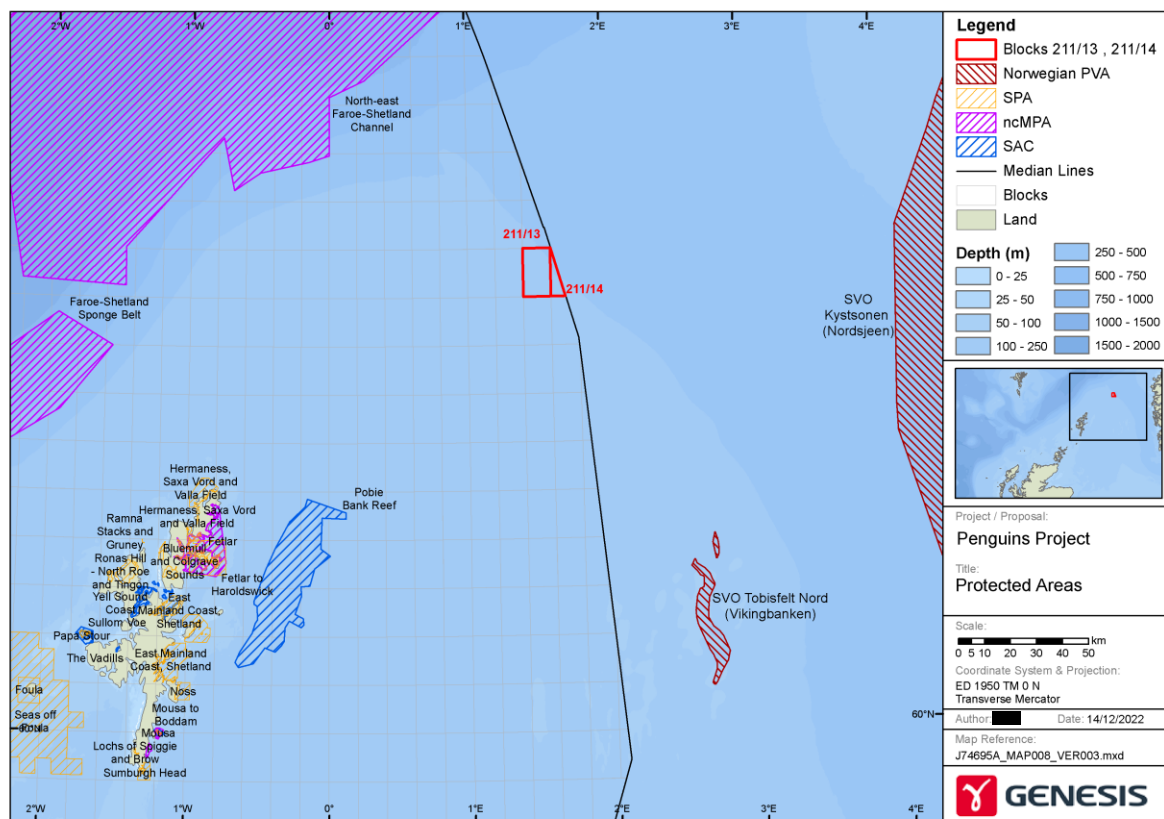 2°W
1°W
0°
1°E
2°E
3°E
4°E
North-east
Faroe-Shetland
Channel
211/13
211/14
Faroe-Shetland
Sponge Belt
SVO
Kystsonen
(Nordsjeen)
Hermaness,
Saxa Vord and
Valla Field
Hermaness, Saxa Vord
and Valla Field
Pobie
Bank Reef
Ramna
Stacks and
Gruney
Fetlar
Ronas Hill
- North Roe
and Tingon
Bluemull
and Colgrave
Sounds
Fetlar to
Haroldswick
Yell Sound
Coast
East
Mainland Coast,
Shetland
Sullom Voe
SVO Tobisfelt Nord
(Vikingbanken)
Papa Stour
The Vadills
East Mainland
Coast, Shetland
Foula
Noss
Seas off
Foula
60°N
Mousa to
Boddam
Mousa
Lochs of Spiggie
and Brow
Sumburgh Head
60°N
2°W
1°W
0°
1°E
2°E
3°E
4°E
Legend
Blocks 211/13 , 211/14
Norwegian PVA
SPA
ncMPA
SAC
Median Lines
Blocks
Land
Depth (m)
0 - 25
25 - 50
50 - 100
100 - 250
250 - 500
500 - 750
750 - 1000
1000 - 1500
1500 - 2000
Project / Proposal:
Penguins Project
Title:
Protected Areas
Scale:
km
0 5 10 20 30 40 50
Coordinate System & Projection:
ED 1950 TM 0 N
Transverse Mercator
Author:
Date: 14/12/2022
Map Reference:
J74695A_MAP008_VER003.mxd
GENESIS